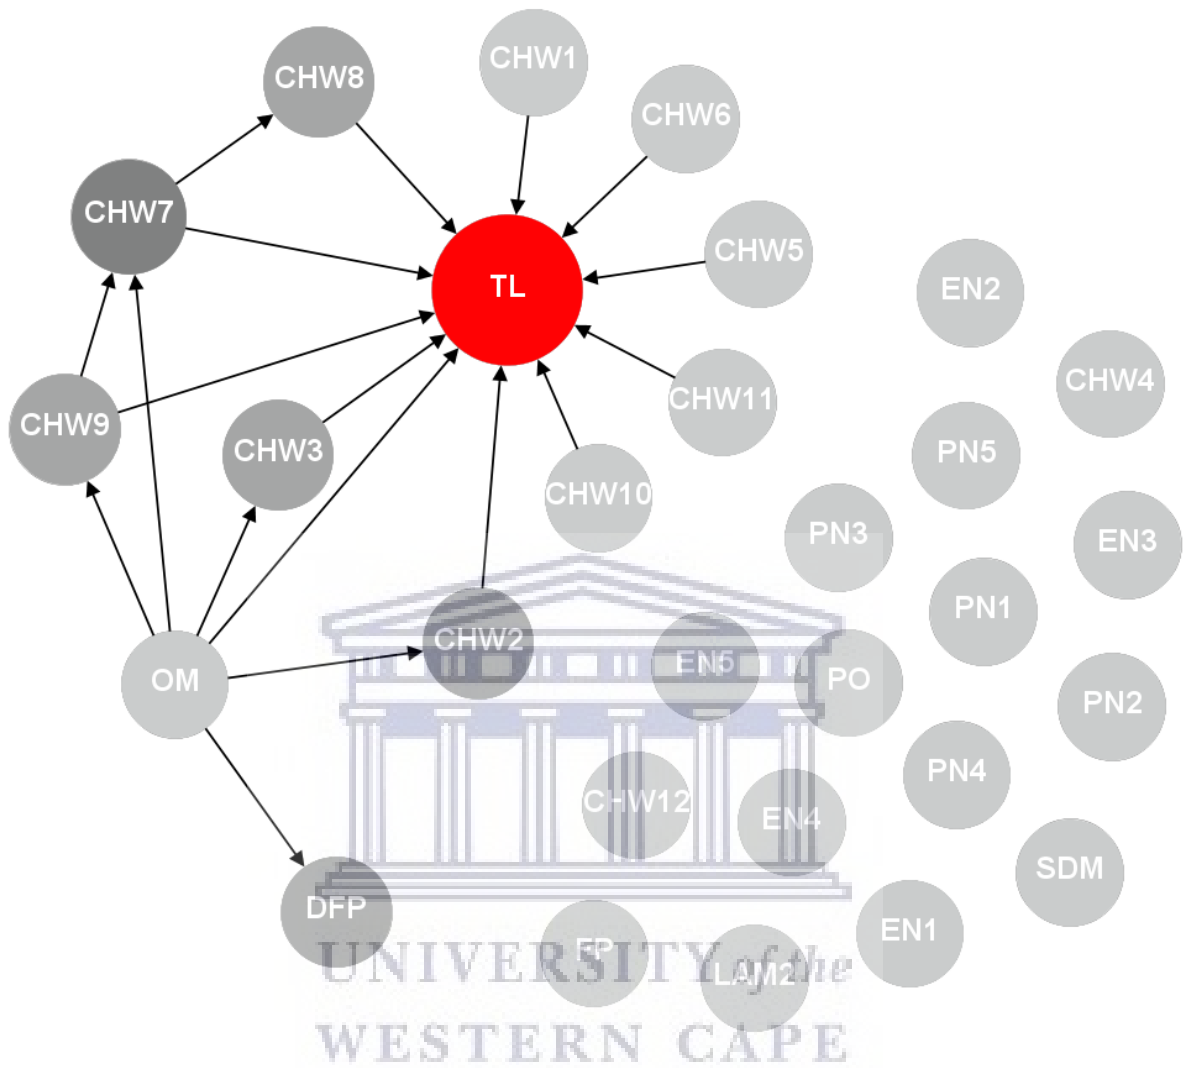 CHW1
CHW8
CHW6
CHW7
CHW5
TL
EN2
CHW4
CHW11
CHW9
CHW3
PN5
CHW10
PN3
EN3
PN1
CHW2
EN5
OM
PO
PN2
PN4
CHW12
EN4
SDM
DFP
EN1
FP
LAM2
UNIVERSITY of the
WESTERN CAPE